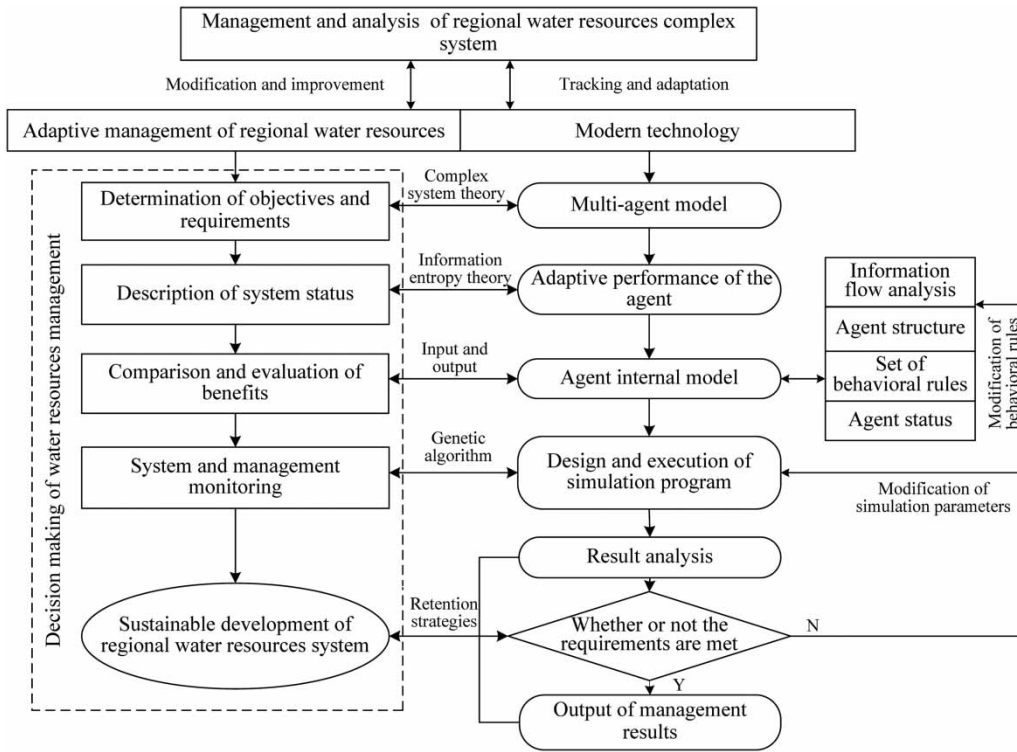 Management and analysis of regional water resources complex
system
Modification and improvement
Tracking and adaptation
Adaptive management of regional water resources
Modern technology
Decision making of water resources management
Determination of objectives and
requirements
Complex
system theory
Multi-agent model
Description of system status
Information
entropy theory
Adaptive performance of the
agent
Information
flow analysis
Agent structure
Set of
behavioral rules
Agent status
Modification of
behavioral rules
Comparison and evaluation of
benefits
Input and
output
Agent internal model
System and management
monitoring
Genetic
algorithm
Design and execution of
simulation program
Modification of
simulation parameters
Result analysis
Sustainable development of
regional water resources system
Retention
strategies
Whether or not the
requirements are met
N
Y
Output of management
results